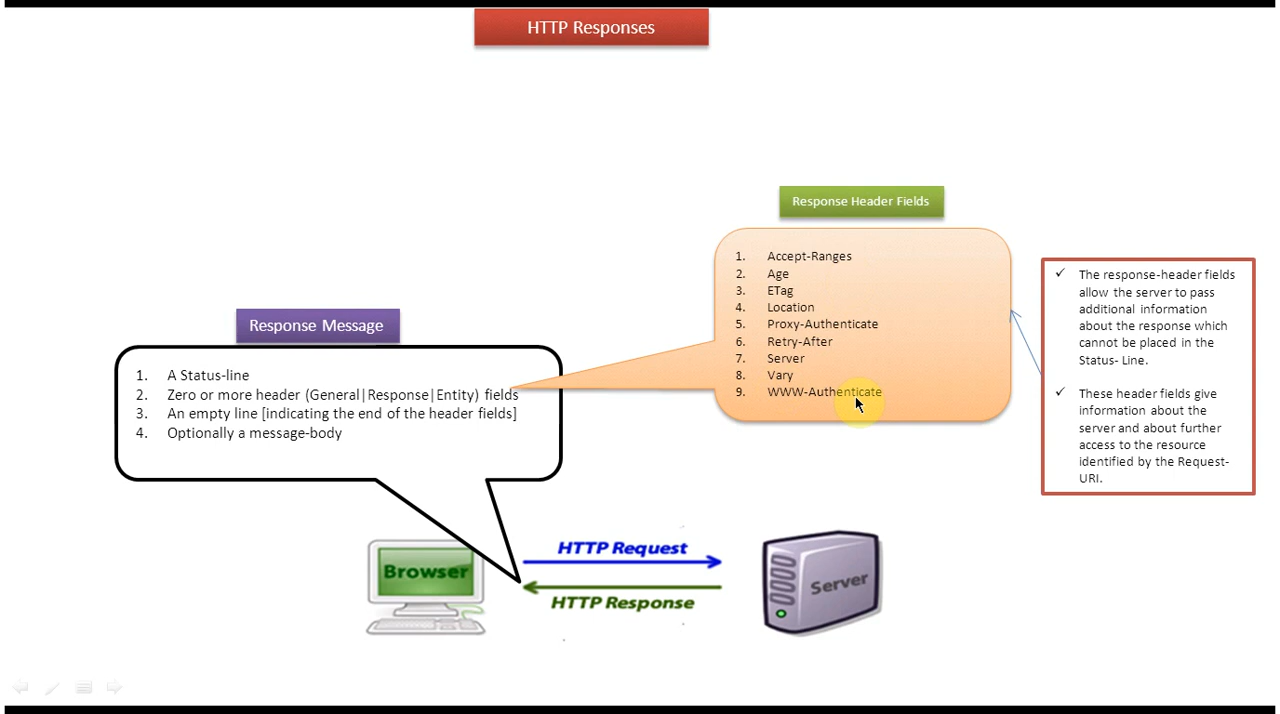 HTTP Responses
Response Header Fields
1. Accept-Ranges
2. Age
3. ETag
4. Location
5. Proxy-Authenticate
6. Retry-After
7. Server
8. Vary
9. WWW-Authenticate
✓ The response-header fields
allow the server to pass
additional information
about the response which
cannot be placed in the
Status- Line.
✓ These header fields give
information about the
server and about further
access to the resource
identified by the Request-
URI.
Response Message
1. A Status-line
2. Zero or more header (General|Response|Entity) fields
3. An empty line [indicating the end of the header fields]
4. Optionally a message-body
Browser
HTTP Request
HTTP Response
Server